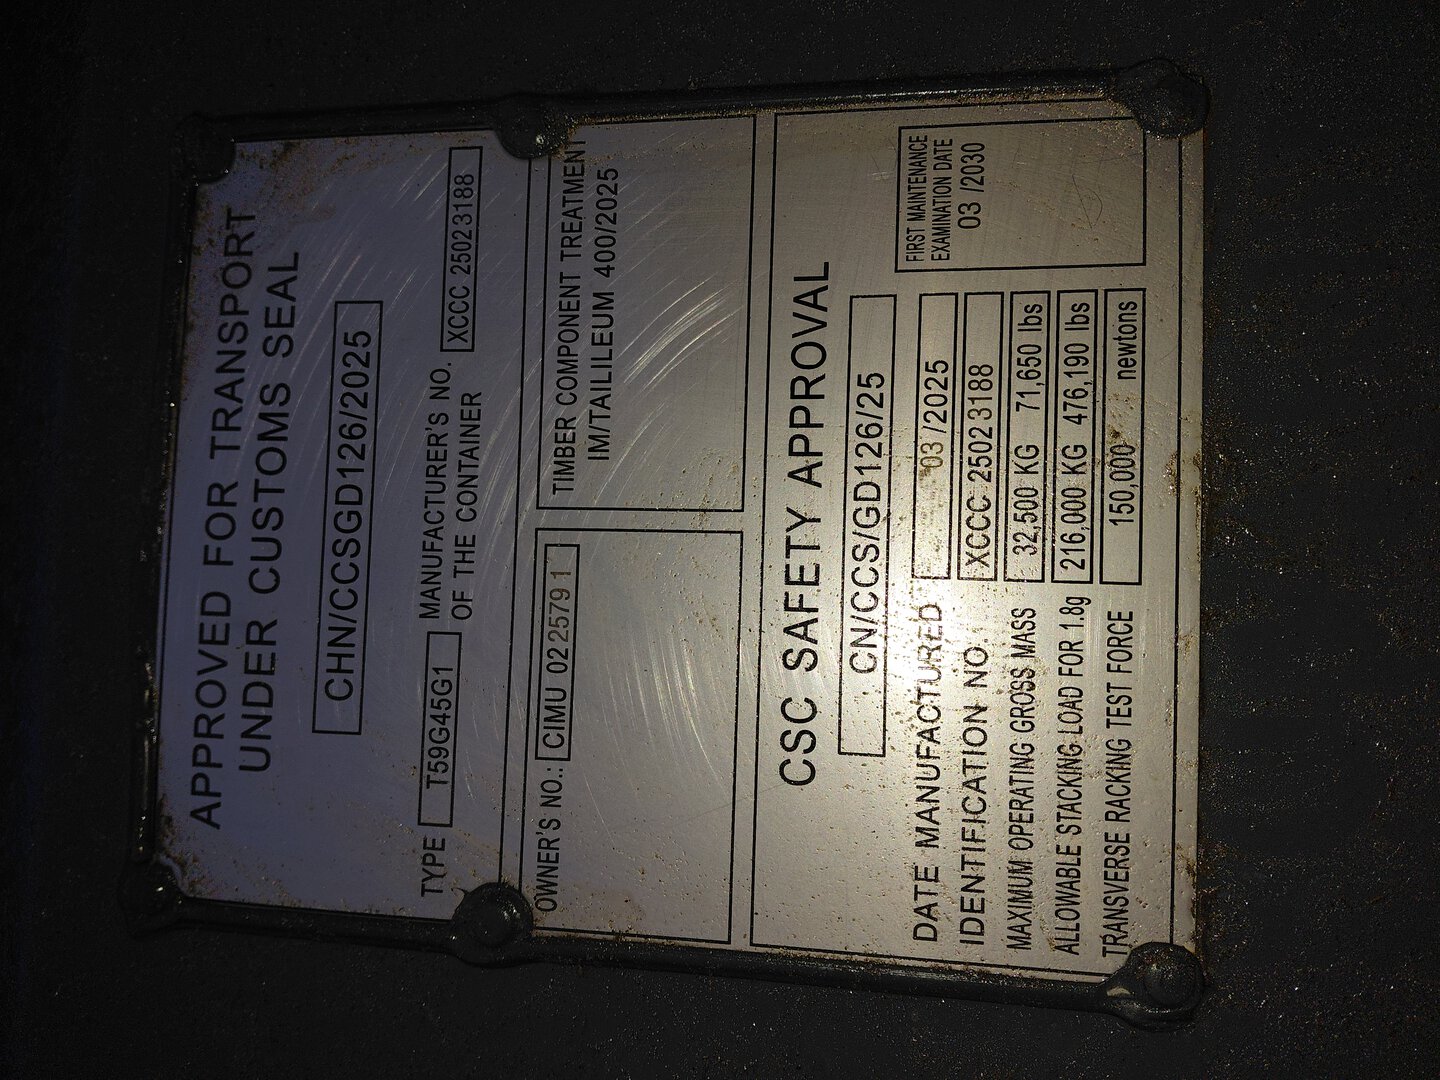 APPROVED FOR TRANSPORT
UNDER CUSTOMS SEAL
CHN/CCSGD126/2025
TYPE T59G45G1
MANUFACTURER'S NO.
OF THE CONTAINER
XCCC 25023188
OWNER'S NO.: CIMU 0225791
TIMBER COMPONENT TREATMENT
IM/TAILILEUM 400/2025
CSC SAFETY APPROVAL
CN/CCS/GD126/25
DATE MANUFACTURED 03 /2025
IDENTIFICATION NO. XCCC 25023188
MAXIMUM OPERATING GROSS MASS 32,500 KG 71,650 lbs
ALLOWABLE STACKING LOAD FOR 1.8g 216,000 KG 476,190 lbs
TRANSVERSE RACKING TEST FORCE 150,000 newtons
FIRST MAINTENANCE
EXAMINATION DATE
03 /2030